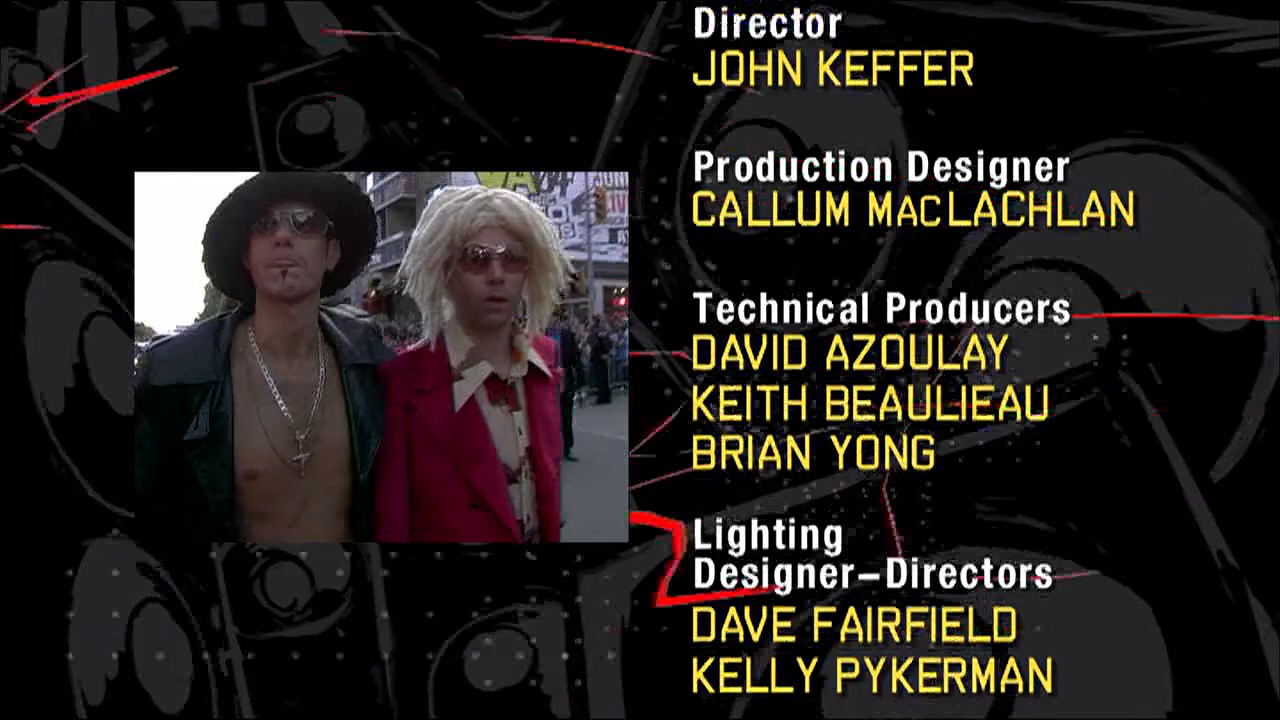 Director
JOHN KEFFER
Production Designer
CALLUM MACLACHLAN
Technical Producers
DAVID AZOULAY
KEITH BEAULIEAU
BRIAN YONG
Lighting
Designer–Directors
DAVE FAIRFIELD
KELLY PYKERMAN